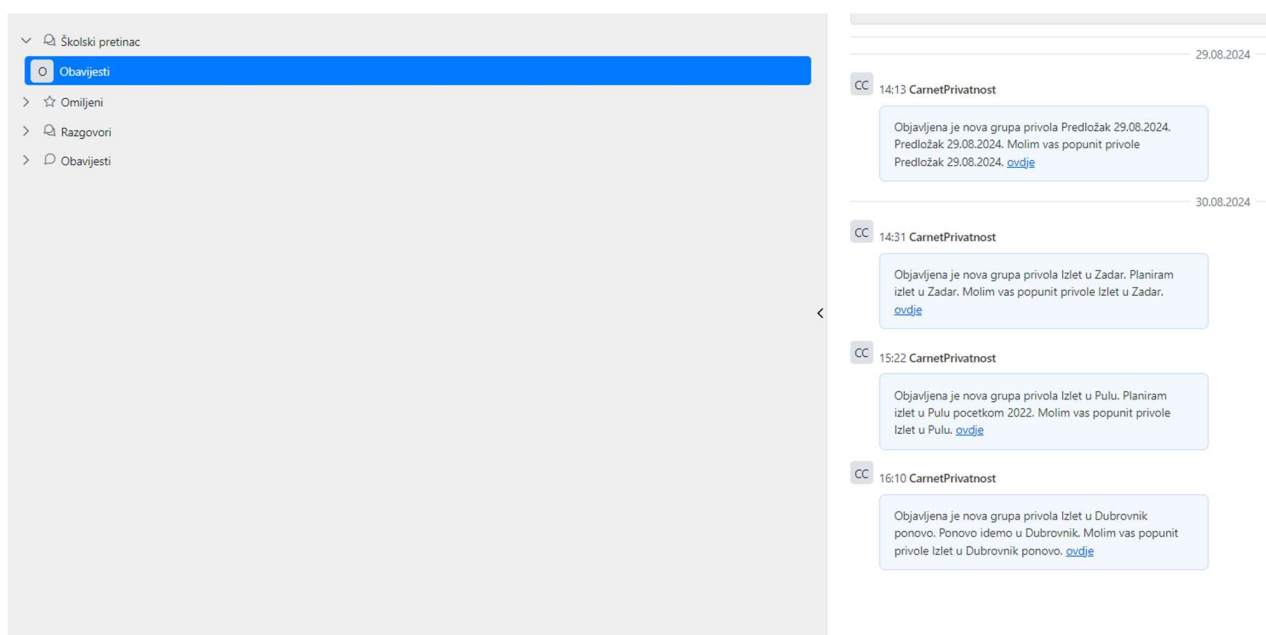 Školski pretinac
O Obavijesti
Omiljeni
Razgovori
Obavijesti
29.08.2024
CC 14:13 CarnetPrivatnost
Objavljena je nova grupa privola Predložak 29.08.2024.
Predložak 29.08.2024. Molim vas popunit privole
Predložak 29.08.2024. ovdje
30.08.2024
CC 14:31 CarnetPrivatnost
Objavljena je nova grupa privola Izlet u Zadar. Planiram
izlet u Zadar. Molim vas popunit privole Izlet u Zadar.
ovdje
CC 15:22 CarnetPrivatnost
Objavljena je nova grupa privola Izlet u Pulu. Planiram
izlet u Pulu pocetkom 2022. Molim vas popunit privole
Izlet u Pulu. ovdje
CC 16:10 CarnetPrivatnost
Objavljena je nova grupa privola Izlet u Dubrovnik
ponovo. Ponovo idemo u Dubrovnik. Molim vas popunit
privole Izlet u Dubrovnik ponovo. ovdje